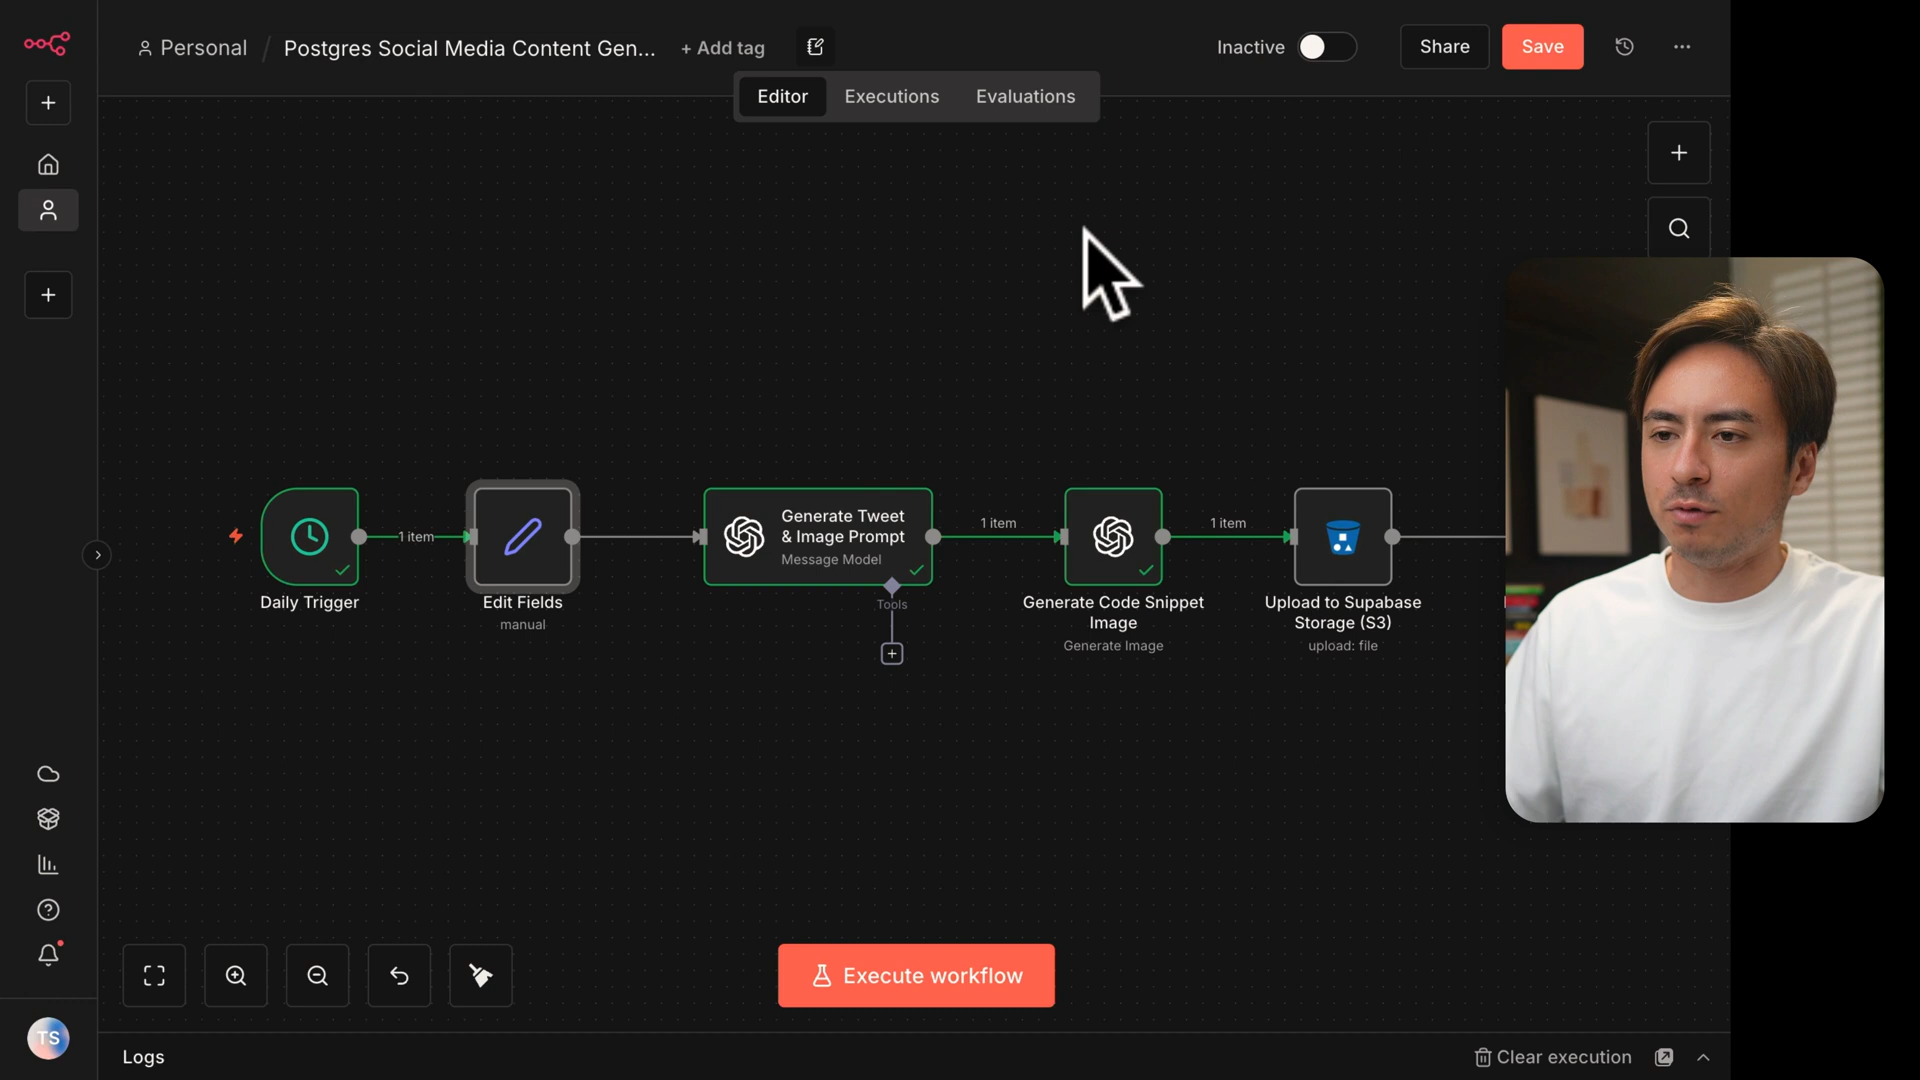 Personal / Postgres Social Media Content Gen... + Add tag
Inactive
Share
Save
Editor
Executions
Evaluations
1 item
Generate Tweet
& Image Prompt
Message Model
1 item
1 item
Tools
Daily Trigger
Edit Fields
manual
Generate Code Snippet
Image
Generate Image
Upload to Supabase
Storage (S3)
upload: file
Execute workflow
TS
Logs
Clear execution